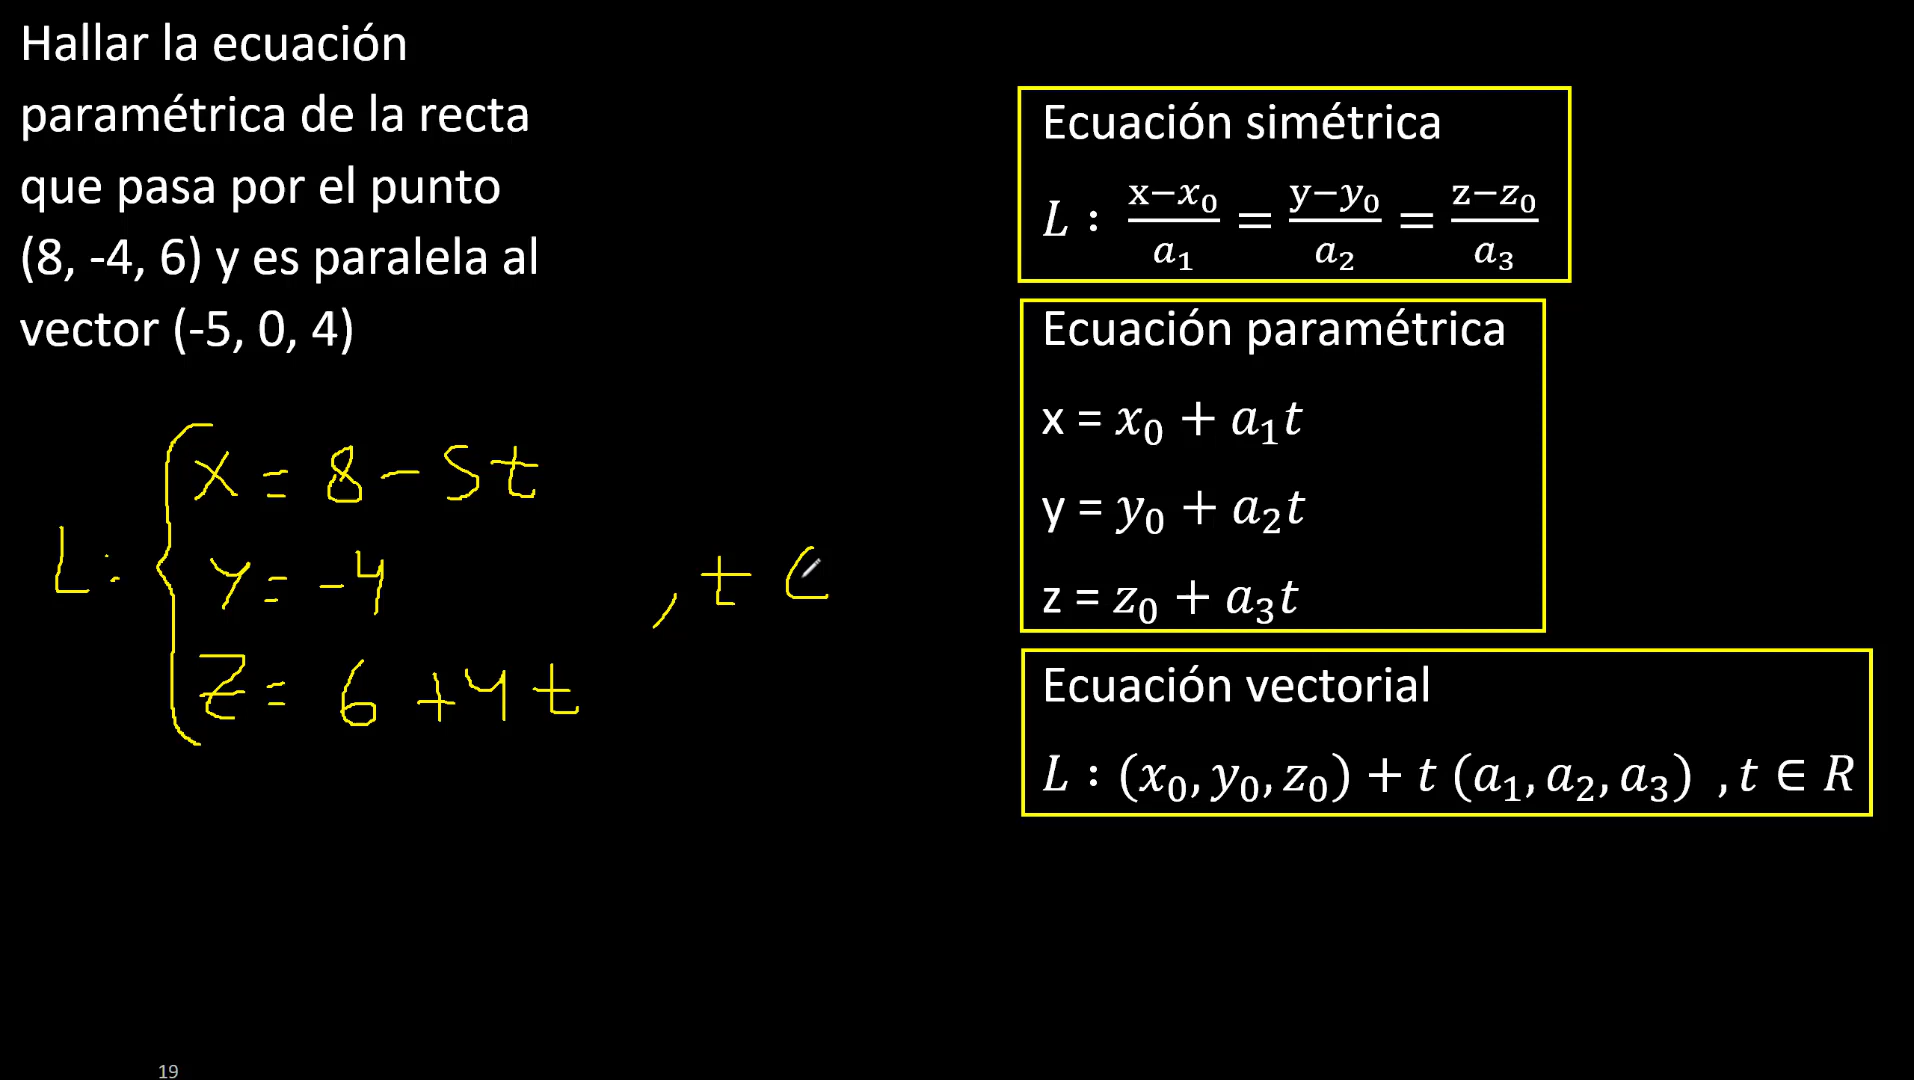 Hallar la ecuación
paramétrica de la recta
que pasa por el punto
(8, -4, 6) y es paralela al
vector (-5, 0, 4)
L: { x = 8 - 5t
y = -4 , t
z = 6 + 4t
Ecuación simétrica
L : (x−x₀)/a₁ = (y−y₀)/a₂ = (z−z₀)/a₃
Ecuación paramétrica
x = x₀ + a₁t
y = y₀ + a₂t
z = z₀ + a₃t
Ecuación vectorial
L : (x₀, y₀, z₀) + t (a₁, a₂, a₃) , t ∈ R
19